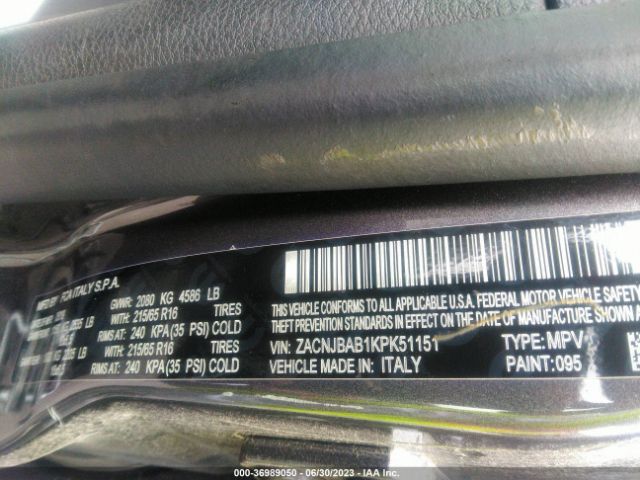 MFD BY FCA ITALY S.P.A.
GVWR: 2080 KG 4586 LB
LB WITH: 215/65 R16 TIRES
RIMS AT: 240 KPA(35 PSI) COLD
LB WITH: 215/65 R16 TIRES
RIMS AT: 240 KPA(35 PSI) COLD
THIS VEHICLE CONFORMS TO ALL APPLICABLE U.S. FEDERAL MOTOR VEHICLE
STANDARDS IN EFFECT ON THE DATE OF MANUFACTURE SHOWN
VIN: ZACNJBAB1KPK51151 TYPE: MPV
VEHICLE MADE IN: ITALY PAINT: 095
000-36989050 - 06/30/2023 - IAA Inc.